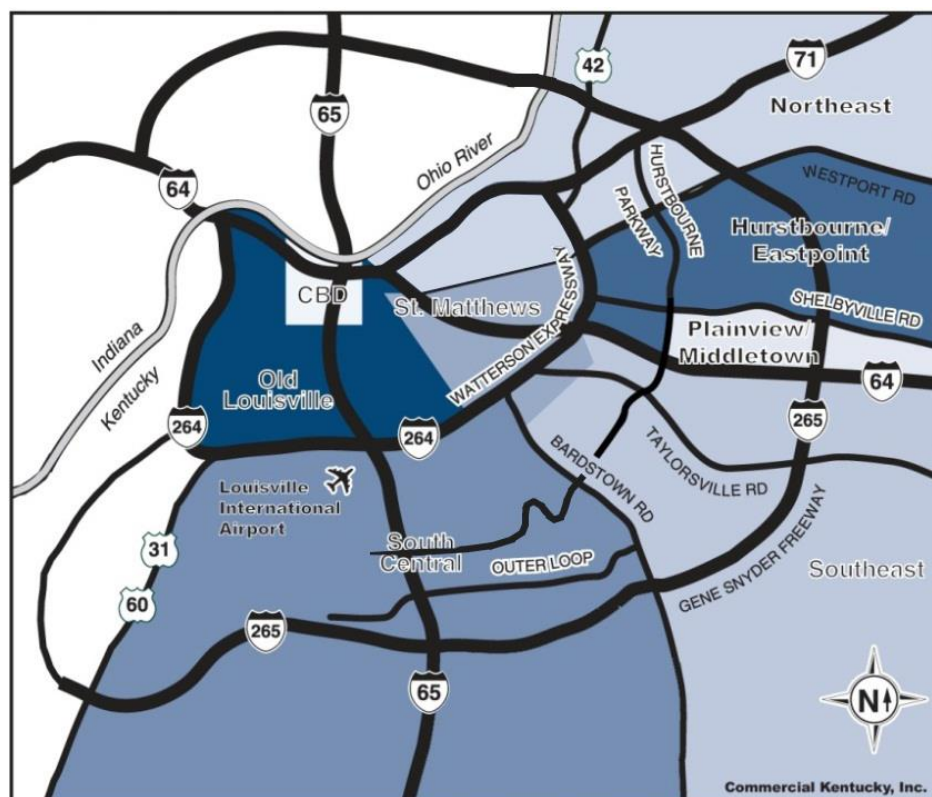 42
71
65
Northeast
Ohio River
HURSTBOURNE
PARKWAY
64
WESTPORT RD
Hurstbourne/
Eastpoint
CBD
St. Matthews
WATTERSON EXPRESSWAY
SHELBYVILLE RD
Indiana
Kentucky
Plainview/
Middletown
64
Old
Louisville
264
264
265
BARDSTOWN RD
TAYLORSVILLE RD
Louisville
International
Airport
31
South
Central
OUTER LOOP
GENE SNYDER FREEWAY
Southeast
60
265
65
N
Commercial Kentucky, Inc.